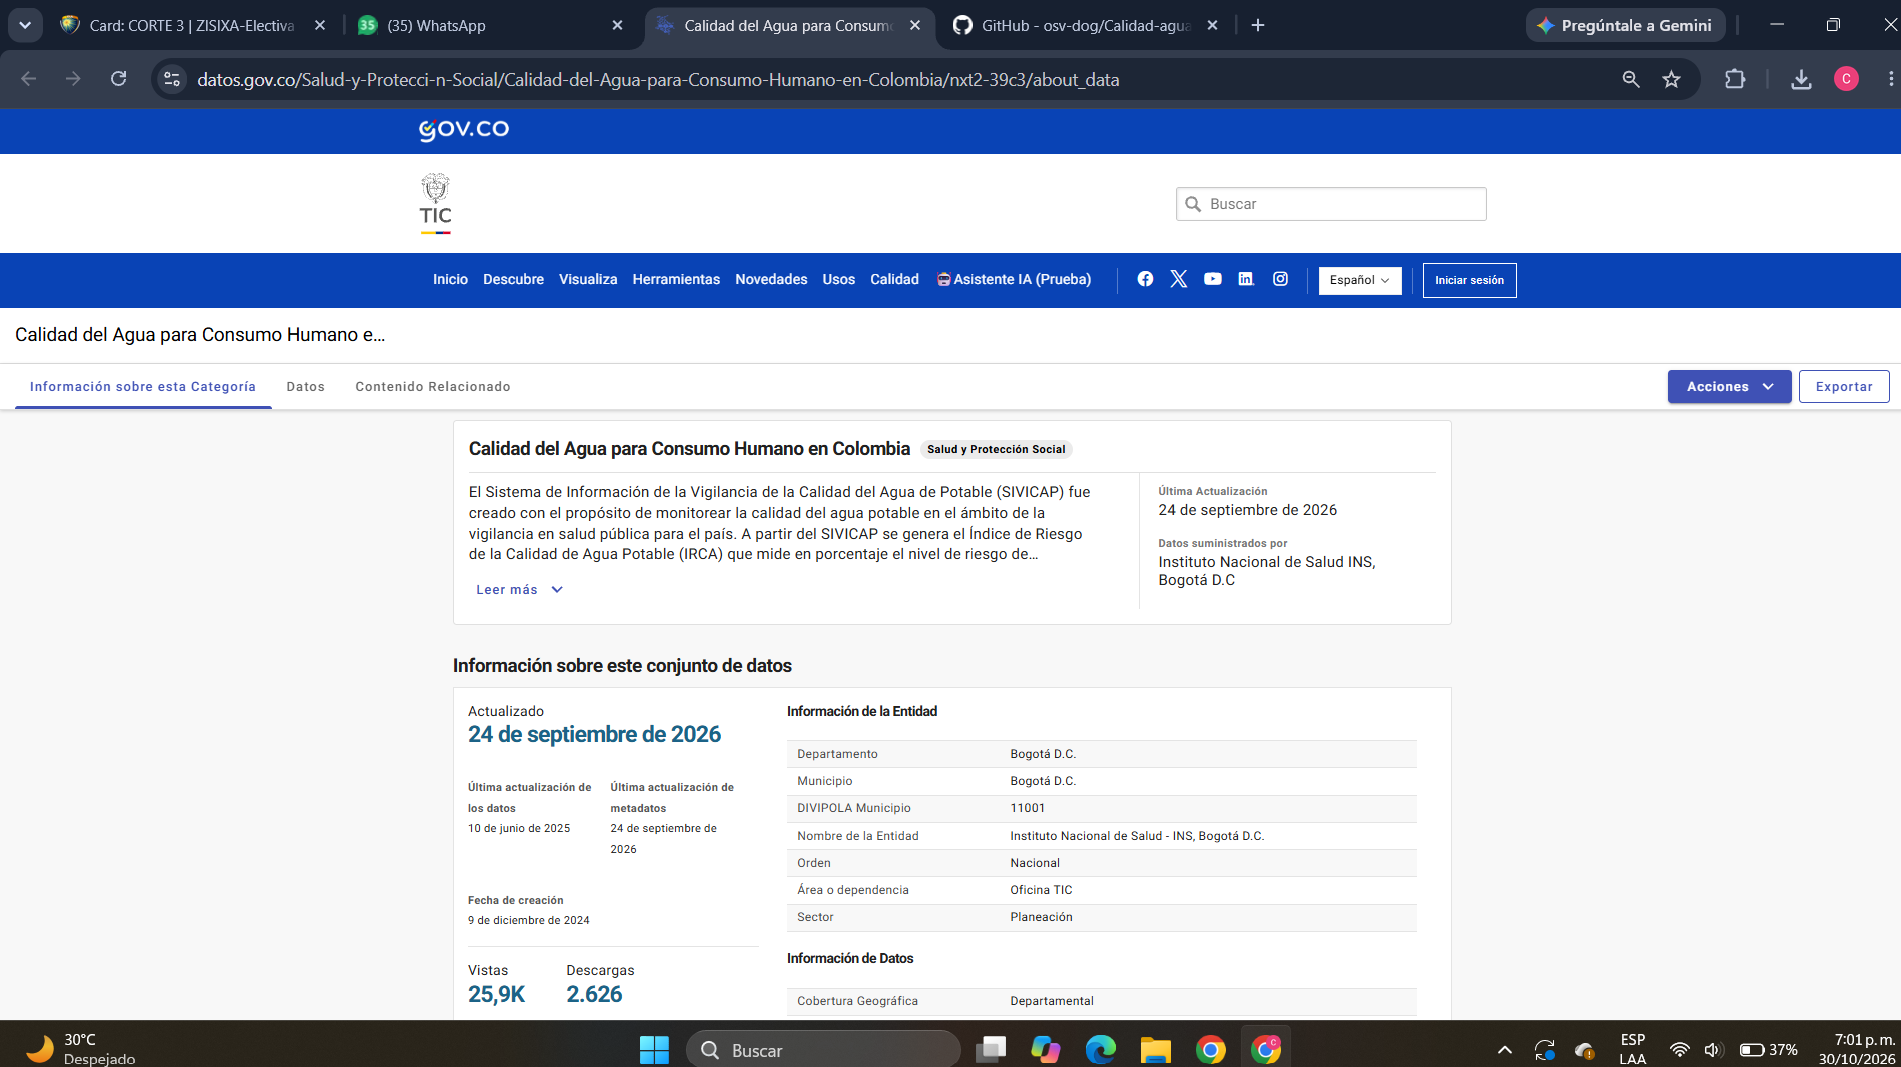 Card: CORTE 3 | ZISIXA-Electiva
(35) WhatsApp
Calidad del Agua para Consumo
GitHub - osv-dog/Calidad-agua
Pregúntale a Gemini
datos.gov.co/Salud-y-Protecci-n-Social/Calidad-del-Agua-para-Consumo-Humano-en-Colombia/nxt2-39c3/about_data
C
GOV.CO
TIC
Buscar
Inicio
Descubre
Visualiza
Herramientas
Novedades
Usos
Calidad
Asistente IA (Prueba)
Español
Iniciar sesión
Calidad del Agua para Consumo Humano e...
Información sobre esta Categoría
Datos
Contenido Relacionado
Acciones
Exportar
Calidad del Agua para Consumo Humano en Colombia
Salud y Protección Social
El Sistema de Información de la Vigilancia de la Calidad del Agua de Potable (SIVICAP) fue
creado con el propósito de monitorear la calidad del agua potable en el ámbito de la
vigilancia en salud pública para el país. A partir del SIVICAP se genera el Índice de Riesgo
de la Calidad de Agua Potable (IRCA) que mide en porcentaje el nivel de riesgo de...
Leer más
Última Actualización
24 de septiembre de 2026
Datos suministrados por
Instituto Nacional de Salud INS,
Bogotá D.C
Información sobre este conjunto de datos
Actualizado
24 de septiembre de 2026
Última actualización de
los datos
10 de junio de 2025
Última actualización de
metadatos
24 de septiembre de
2026
Fecha de creación
9 de diciembre de 2024
Vistas
25,9K
Descargas
2.626
Información de la Entidad
Departamento Bogotá D.C.
Municipio Bogotá D.C.
DIVIPOLA Municipio 11001
Nombre de la Entidad Instituto Nacional de Salud - INS, Bogotá D.C.
Orden Nacional
Área o dependencia Oficina TIC
Sector Planeación
Información de Datos
Cobertura Geográfica Departamental
30°C
Despejado
Buscar
ESP
LAA
37%
7:01 p. m.
30/10/2026